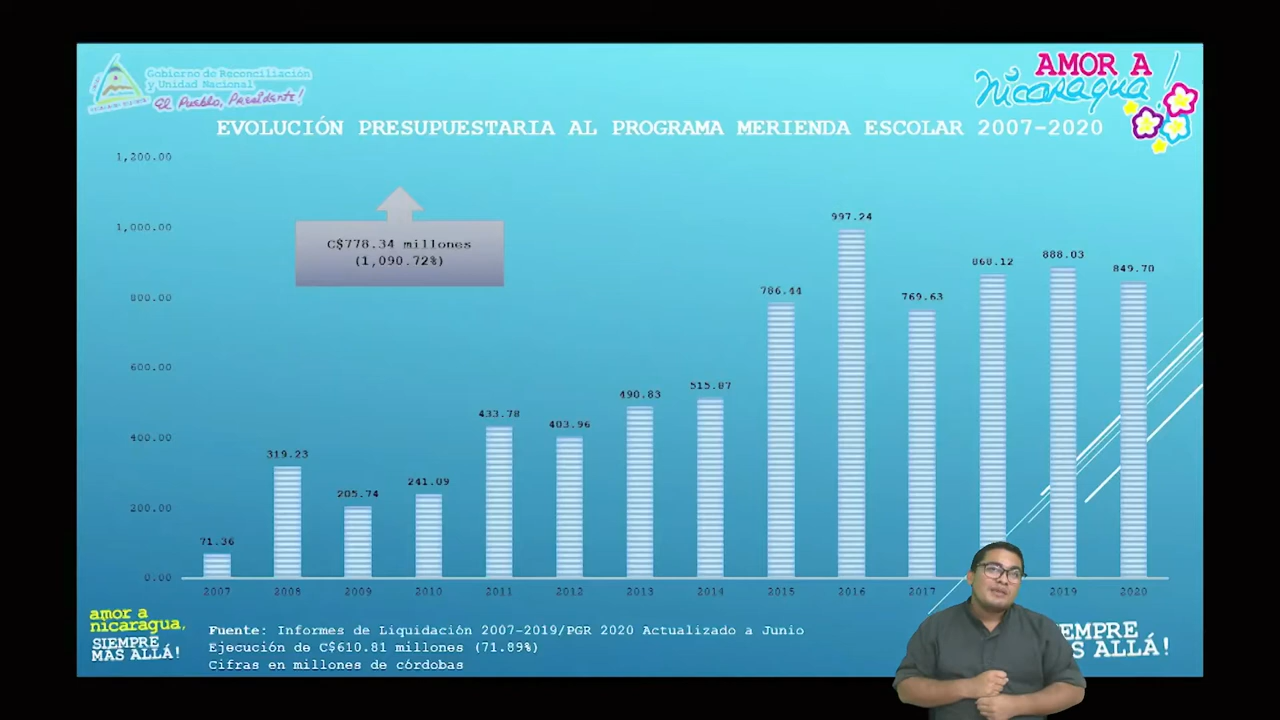 Gobierno de Reconciliación
y Unidad Nacional
El Pueblo, Presidente!
AMOR A
Nicaragua!
EVOLUCIÓN PRESUPUESTARIA AL PROGRAMA MERIENDA ESCOLAR 2007-2020
1,200.00
1,000.00
800.00
600.00
400.00
200.00
0.00
C$778.34 millones
(1,090.72%)
71.36
319.23
205.74
241.09
433.78
403.96
490.83
515.87
786.44
997.24
769.63
868.12
888.03
849.70
2007 2008 2009 2010 2011 2012 2013 2014 2015 2016 2017 2019 2020
amor a
nicaragua,
SIEMPRE
MÁS ALLÁ!
Fuente: Informes de Liquidación 2007-2019/PGR 2020 Actualizado a Junio
Ejecución de C$610.81 millones (71.89%)
Cifras en millones de córdobas
EMPRE
S ALLÁ!